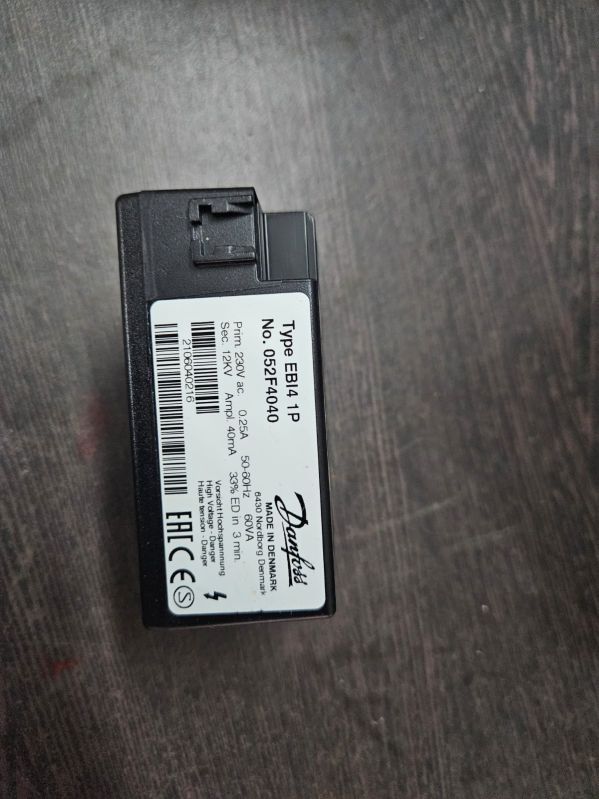 Type EBI4 1P
No. 052F4040
Danfoss
MADE IN DENMARK
6430 Nordborg Denmark
Prim. 230V ac. 0.25A 50-60Hz 60VA
Sec. 12KV Ampl. 40mA 33% ED in 3 min.
2106040216
Vorsicht Hochspannnung
High Voltage - Danger
Haute tension - Danger
EAC CE S